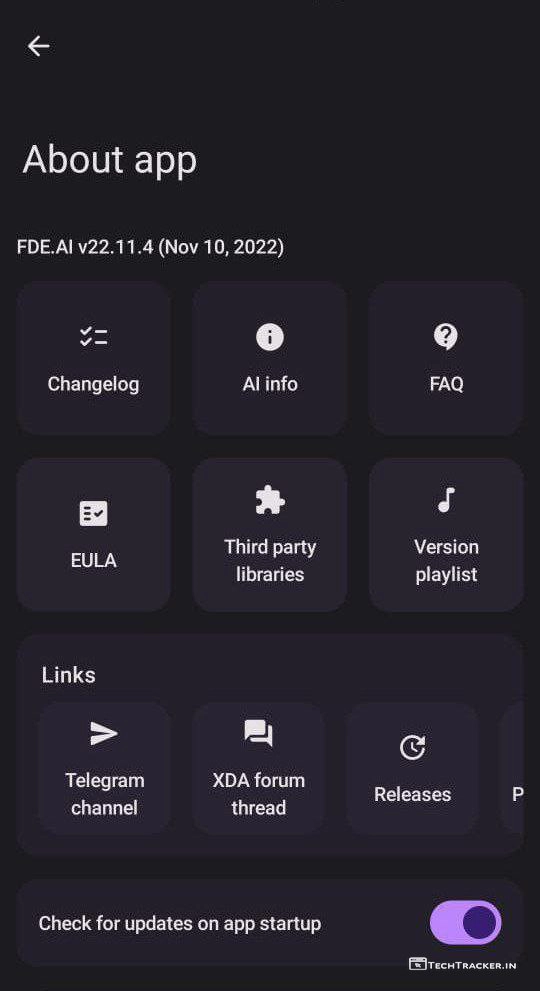 About app
FDE.AI v22.11.4 (Nov 10, 2022)
Changelog
AI info
FAQ
EULA
Third party
libraries
Version
playlist
Links
Telegram
channel
XDA forum
thread
Releases
P
Check for updates on app startup
TECHTRACKER.IN